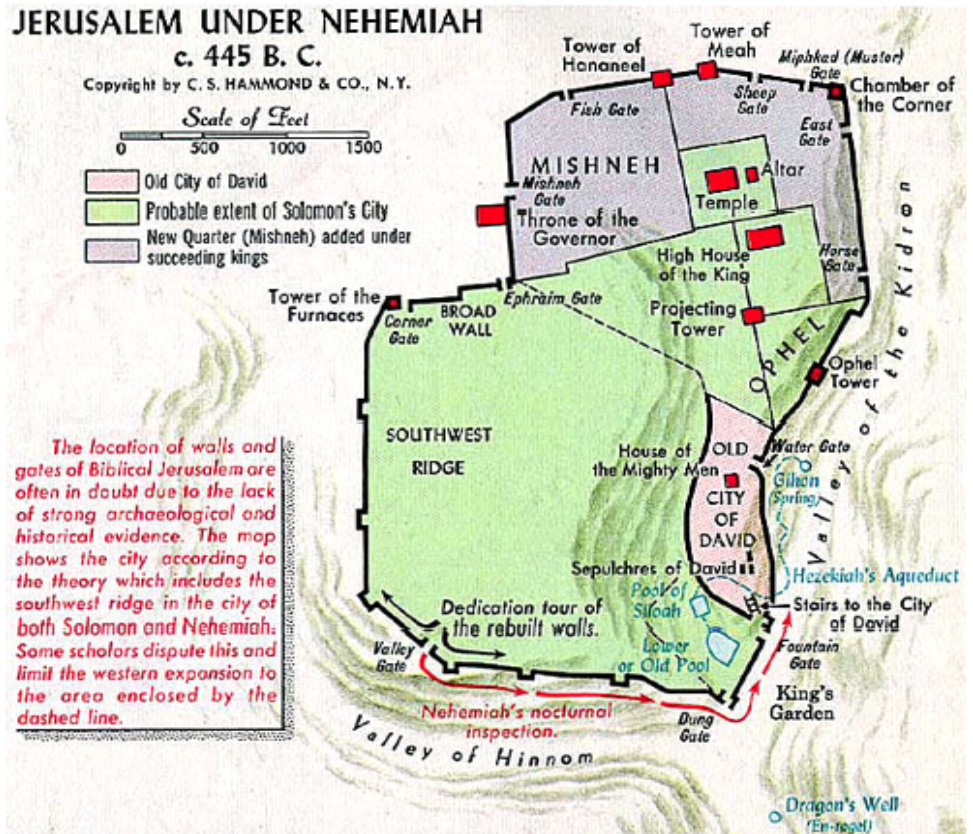 JERUSALEM UNDER NEHEMIAH
c. 445 B. C.
Copyright by C. S. HAMMOND & CO., N. Y.
Scale of Feet
0 500 1000 1500
Old City of David
Probable extent of Solomon's City
New Quarter (Mishneh) added under
succeeding kings
Tower of
Hananeel
Tower of
Meah
Miphkad (Muster)
Gate
Chamber of
the Corner
Fish Gate
Sheep
Gate
East
Gate
MISHNEH
Mishneh
Gate
Throne of the
Governor
Altar
Temple
High House
of the King
Horse
Gate
Tower of the
Furnaces
Corner
Gate
BROAD
WALL
Ephraim Gate
Projecting
Tower
OPHEL
Ophel
Tower
Valley of the Kidron
SOUTHWEST
RIDGE
House of
the Mighty Men
OLD
CITY
OF
DAVID
Water Gate
Gihon
(Spring)
Sepulchres of David
Hezekiah's Aqueduct
Pool of
Siloah
Stairs to the City
of David
Lower
or Old Pool
Fountain
Gate
Dedication tour of
the rebuilt walls.
Valley
Gate
Nehemiah's nocturnal
inspection.
Dung
Gate
King's
Garden
Valley of Hinnom
Dragon's Well
(En-rogel)
The location of walls and
gates of Biblical Jerusalem are
often in doubt due to the lack
of strong archaeological and
historical evidence. The map
shows the city according to
the theory which includes the
southwest ridge in the city of
both Solomon and Nehemiah.
Some scholars dispute this and
limit the western expansion to
the area enclosed by the
dashed line.